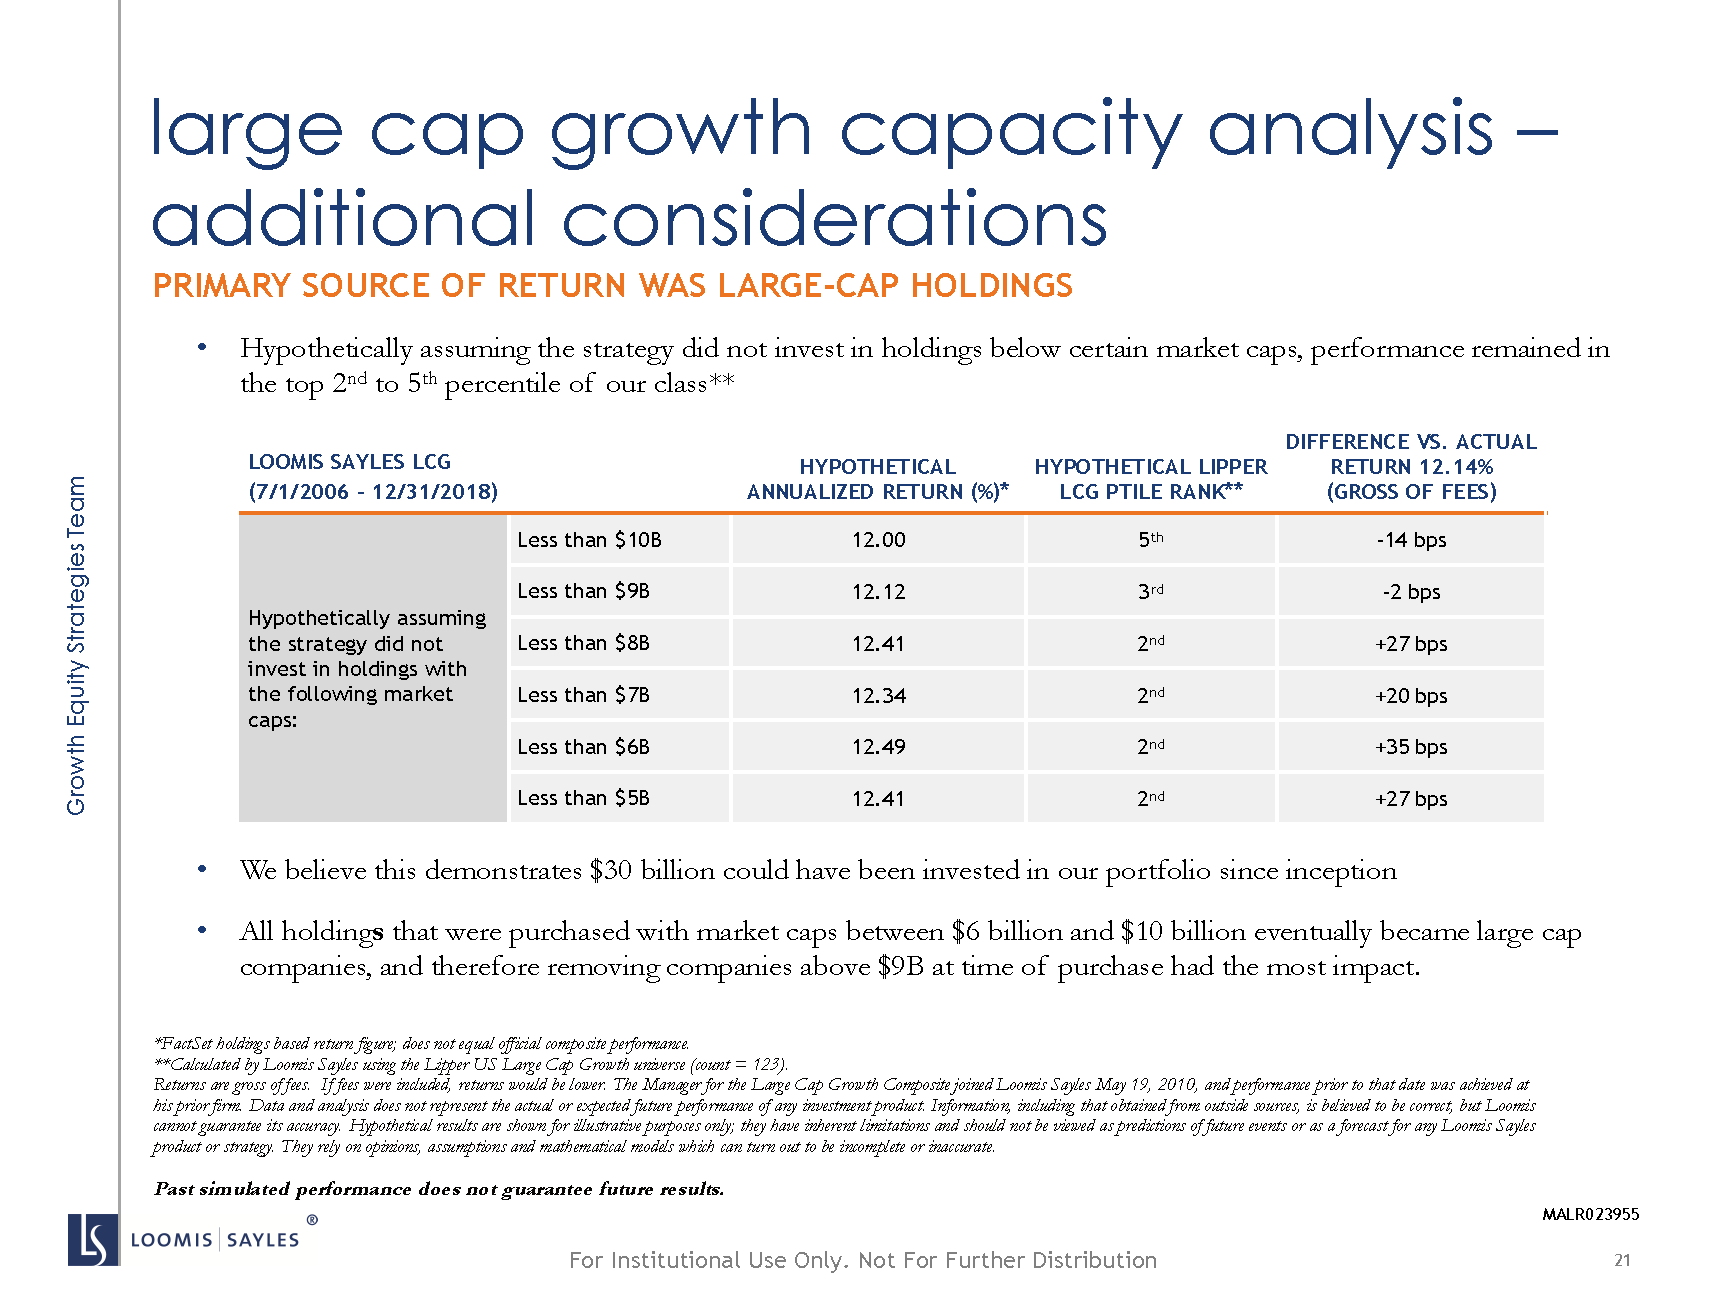 large cap growth capacity analysis –
additional considerations
PRIMARY SOURCE OF RETURN WAS LARGE-CAP HOLDINGS
• Hypothetically assuming the strategy did not invest in holdings below certain market caps, performance remained in
the top 2nd to 5th percentile of our class**
LOOMIS SAYLES LCG
(7/1/2006 – 12/31/2018)
HYPOTHETICAL
ANNUALIZED RETURN (%)*
HYPOTHETICAL LIPPER
LCG PTILE RANK**
DIFFERENCE VS. ACTUAL
RETURN 12.14%
(GROSS OF FEES)
Hypothetically assuming
the strategy did not
invest in holdings with
the following market
caps:
Less than $10B 12.00 5th -14 bps
Less than $9B 12.12 3rd -2 bps
Less than $8B 12.41 2nd +27 bps
Less than $7B 12.34 2nd +20 bps
Less than $6B 12.49 2nd +35 bps
Less than $5B 12.41 2nd +27 bps
• We believe this demonstrates $30 billion could have been invested in our portfolio since inception
• All holdings that were purchased with market caps between $6 billion and $10 billion eventually became large cap
companies, and therefore removing companies above $9B at time of purchase had the most impact.
*FactSet holdings based return figure; does not equal official composite performance.
**Calculated by Loomis Sayles using the Lipper US Large Cap Growth universe (count = 123).
Returns are gross of fees. If fees were included, returns would be lower. The Manager for the Large Cap Growth Composite joined Loomis Sayles May 19, 2010, and performance prior to that date was achieved at
his prior firm. Data and analysis does not represent the actual or expected future performance of any investment product. Information, including that obtained from outside sources, is believed to be correct, but Loomis
cannot guarantee its accuracy. Hypothetical results are shown for illustrative purposes only; they have inherent limitations and should not be viewed as predictions of future events or as a forecast for any Loomis Sayles
product or strategy. They rely on opinions, assumptions and mathematical models which can turn out to be incomplete or inaccurate.
Past simulated performance does not guarantee future results.
Growth Equity Strategies Team
MALR023955
LS LOOMIS | SAYLES ®
For Institutional Use Only. Not For Further Distribution
21